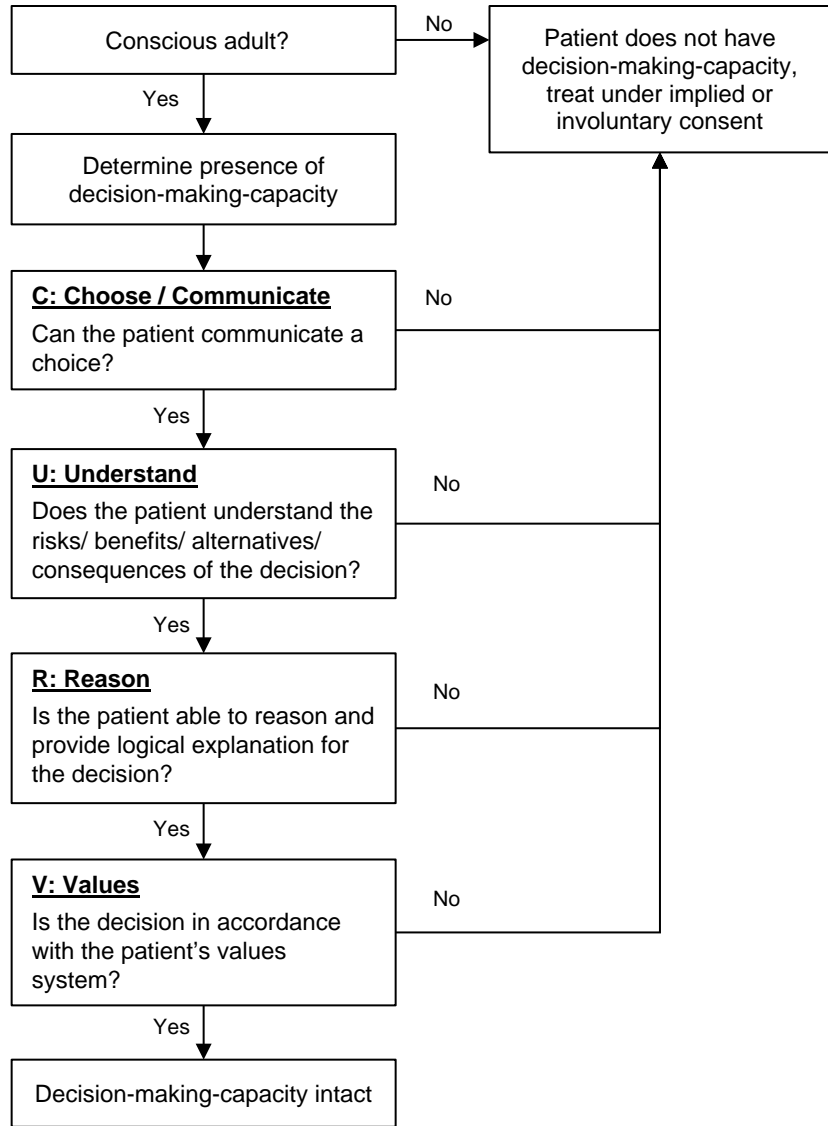 Conscious adult?
No
Patient does not have
decision-making-capacity,
treat under implied or
involuntary consent
Yes
Determine presence of
decision-making-capacity
C: Choose / Communicate
Can the patient communicate a
choice?
No
Yes
U: Understand
Does the patient understand the
risks/ benefits/ alternatives/
consequences of the decision?
No
Yes
R: Reason
Is the patient able to reason and
provide logical explanation for
the decision?
No
Yes
V: Values
Is the decision in accordance
with the patient’s values
system?
No
Yes
Decision-making-capacity intact